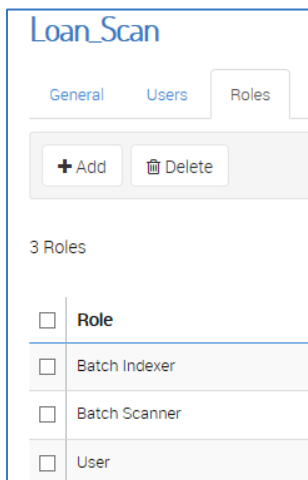 Loan_Scan
General Users Roles
Add Delete
3 Roles
Role
Batch Indexer
Batch Scanner
User